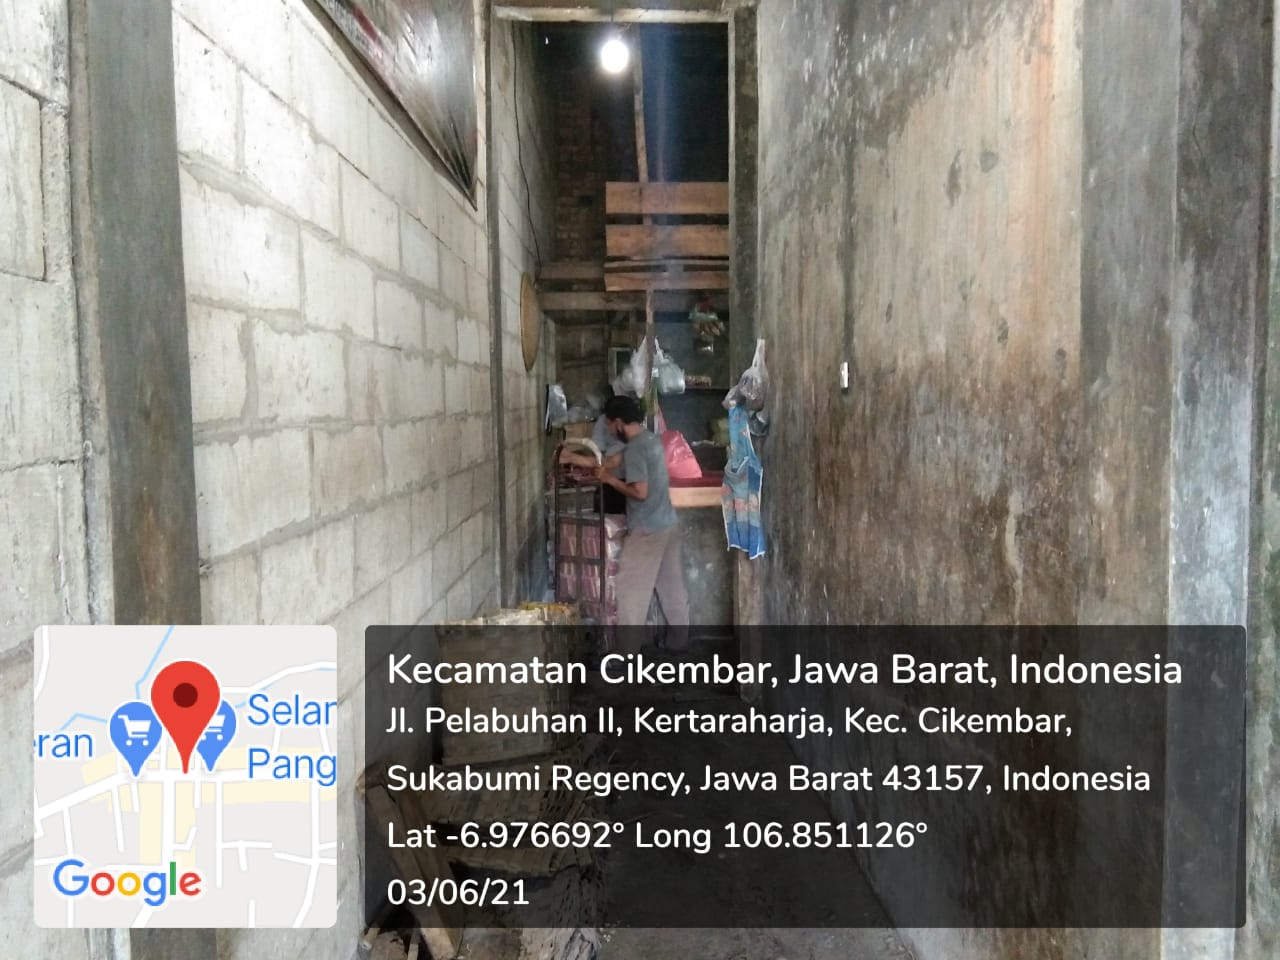 Kecamatan Cikembar, Jawa Barat, Indonesia
Jl. Pelabuhan II, Kertaraharja, Kec. Cikembar,
Sukabumi Regency, Jawa Barat 43157, Indonesia
Lat -6.976692° Long 106.851126°
03/06/21
Selar
eran
Pang
Google